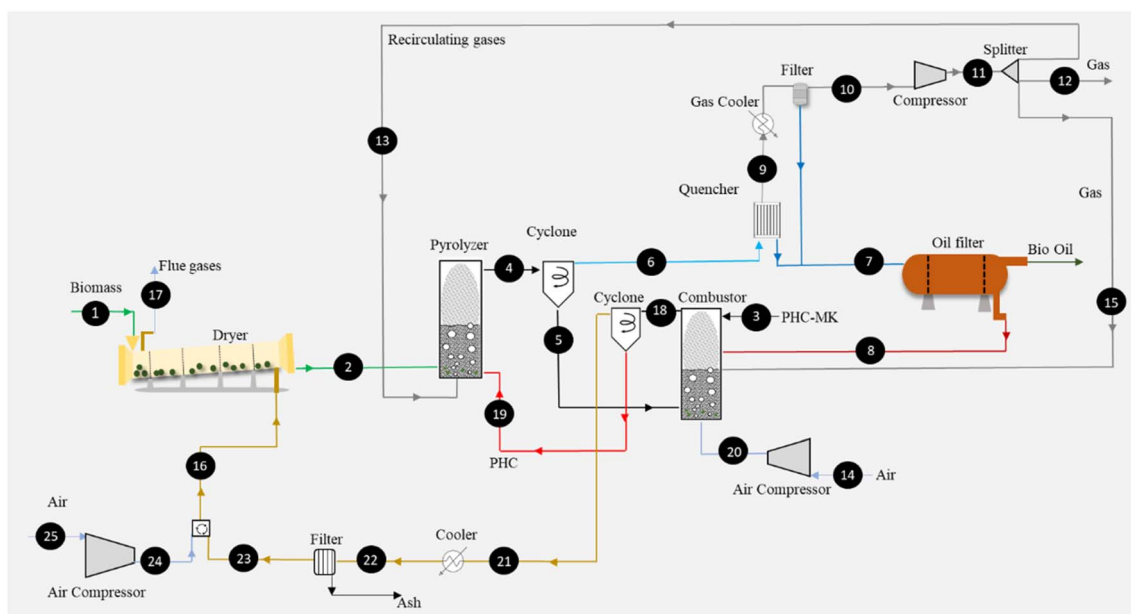 Recirculating gases
Splitter
Filter
11
Gas
10
12
Compressor
Gas Cooler
13
9
Quencher
Gas
Cyclone
Pyrolyzer
Oil filter
Bio Oil
4
6
7
Flue gases
Biomass
17
Cyclone
Combustor
15
1
18
3
PHC-MK
Dryer
5
8
2
19
PHC
20
14
Air
16
Air Compressor
Air
25
Filter
Cooler
24
23
22
21
Air Compressor
Ash